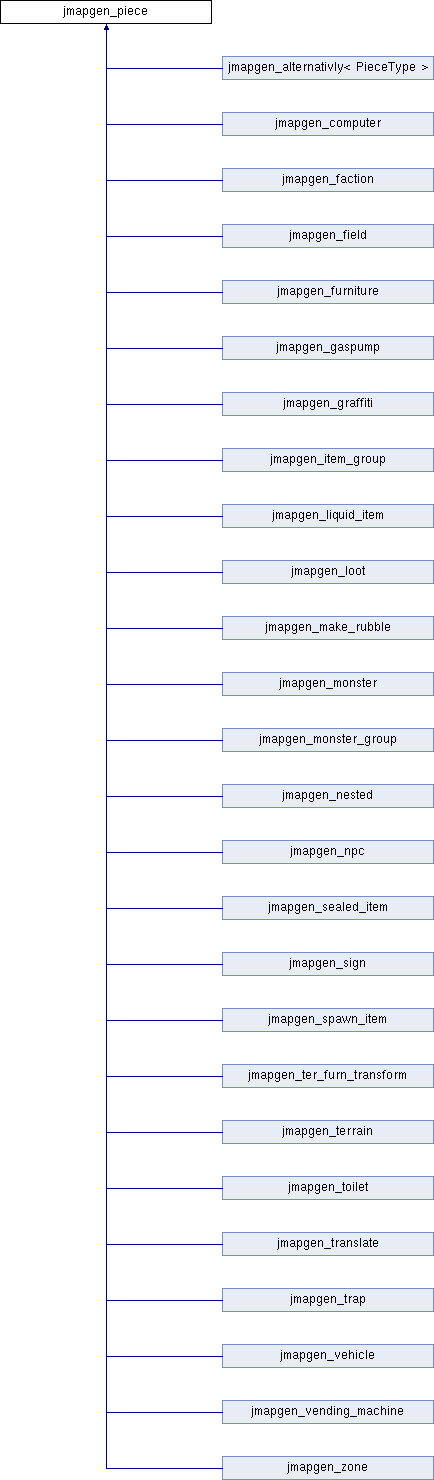 jmapgen_piece
jmapgen_alternativly< PieceType >
jmapgen_computer
jmapgen_faction
jmapgen_field
jmapgen_furniture
jmapgen_gaspump
jmapgen_graffiti
jmapgen_item_group
jmapgen_liquid_item
jmapgen_loot
jmapgen_make_rubble
jmapgen_monster
jmapgen_monster_group
jmapgen_nested
jmapgen_npc
jmapgen_sealed_item
jmapgen_sign
jmapgen_spawn_item
jmapgen_ter_furn_transform
jmapgen_terrain
jmapgen_toilet
jmapgen_translate
jmapgen_trap
jmapgen_vehicle
jmapgen_vending_machine
jmapgen_zone